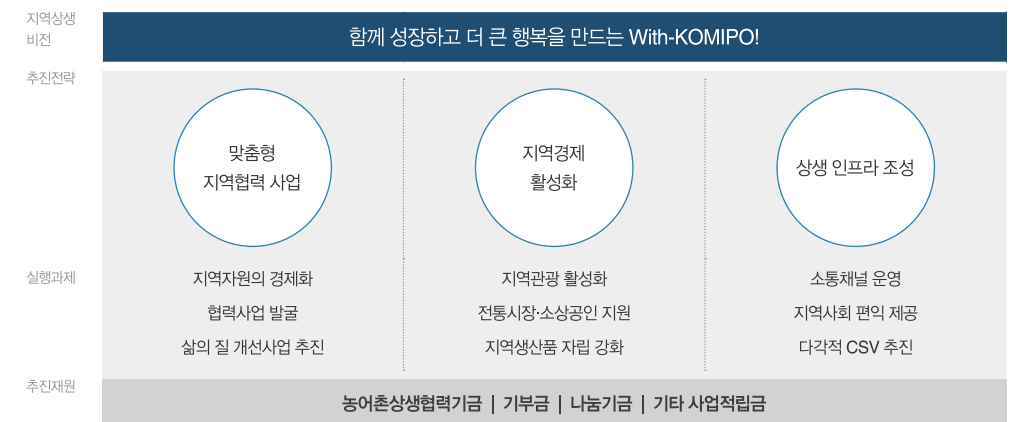 지역상생
비전
함께 성장하고 더 큰 행복을 만드는 With-KOMIPO!
추진전략
맞춤형
지역협력 사업
지역경제
활성화
상생 인프라 조성
실행과제
지역자원의 경제화
협력사업 발굴
삶의 질 개선사업 추진
지역관광 활성화
전통시장·소상공인 지원
지역생산품 자립 강화
소통채널 운영
지역사회 편익 제공
다각적 CSV 추진
추진재원
농어촌상생협력기금 | 기부금 | 나눔기금 | 기타 사업적립금